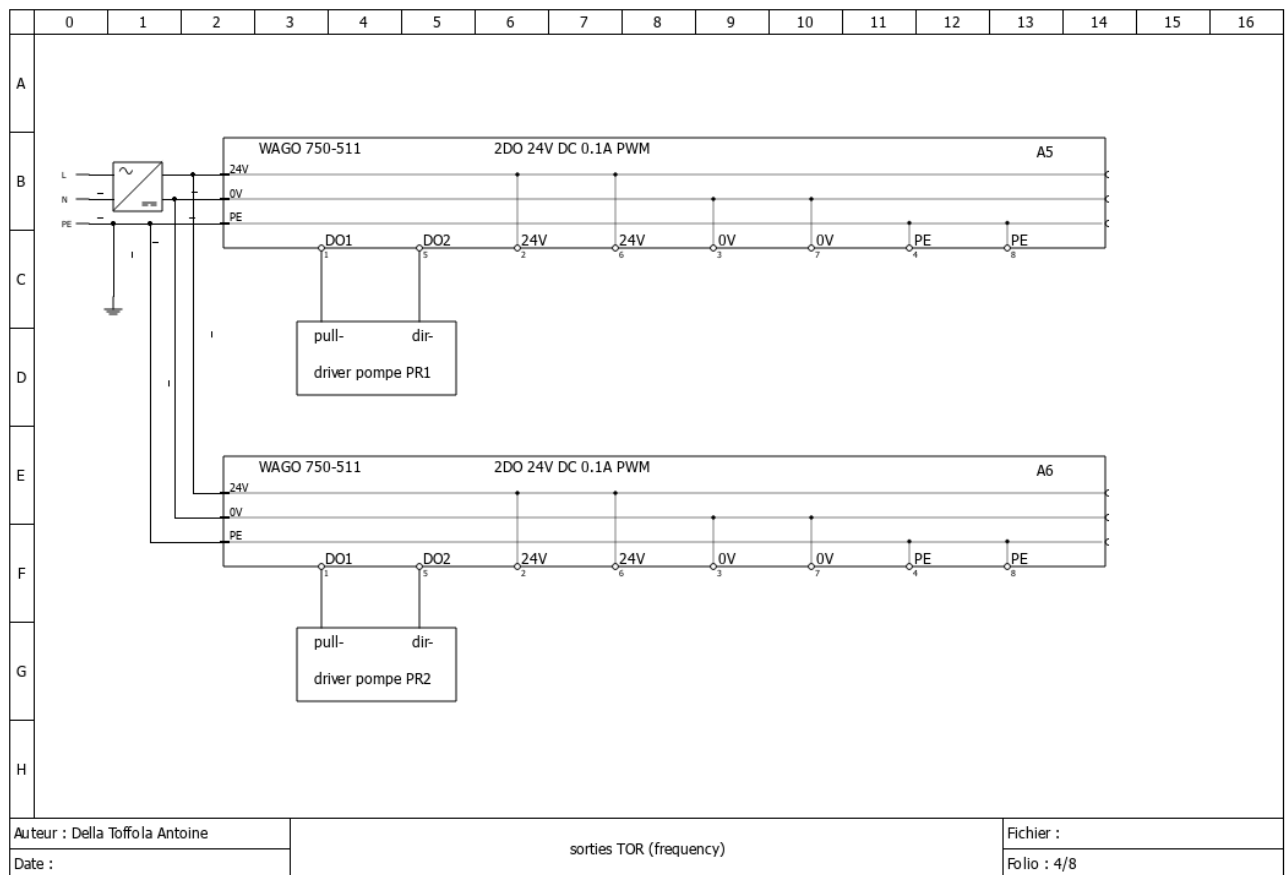 0 1 2 3 4 5 6 7 8 9 10 11 12 13 14 15 16
A
WAGO 750-511 2DO 24V DC 0.1A PWM A5
B
24V
L
0V
N
PE
PE
DO1 DO2 24V 24V 0V 0V PE PE
1 5 2 6 3 7 4 8
C
pull- dir-
D
driver pompe PR1
WAGO 750-511 2DO 24V DC 0.1A PWM A6
E
24V
0V
PE
DO1 DO2 24V 24V 0V 0V PE PE
F
1 5 2 6 3 7 4 8
pull- dir-
G
driver pompe PR2
H
Auteur : Della Toffola Antoine
Date :
sorties TOR (frequency)
Fichier :
Folio : 4/8